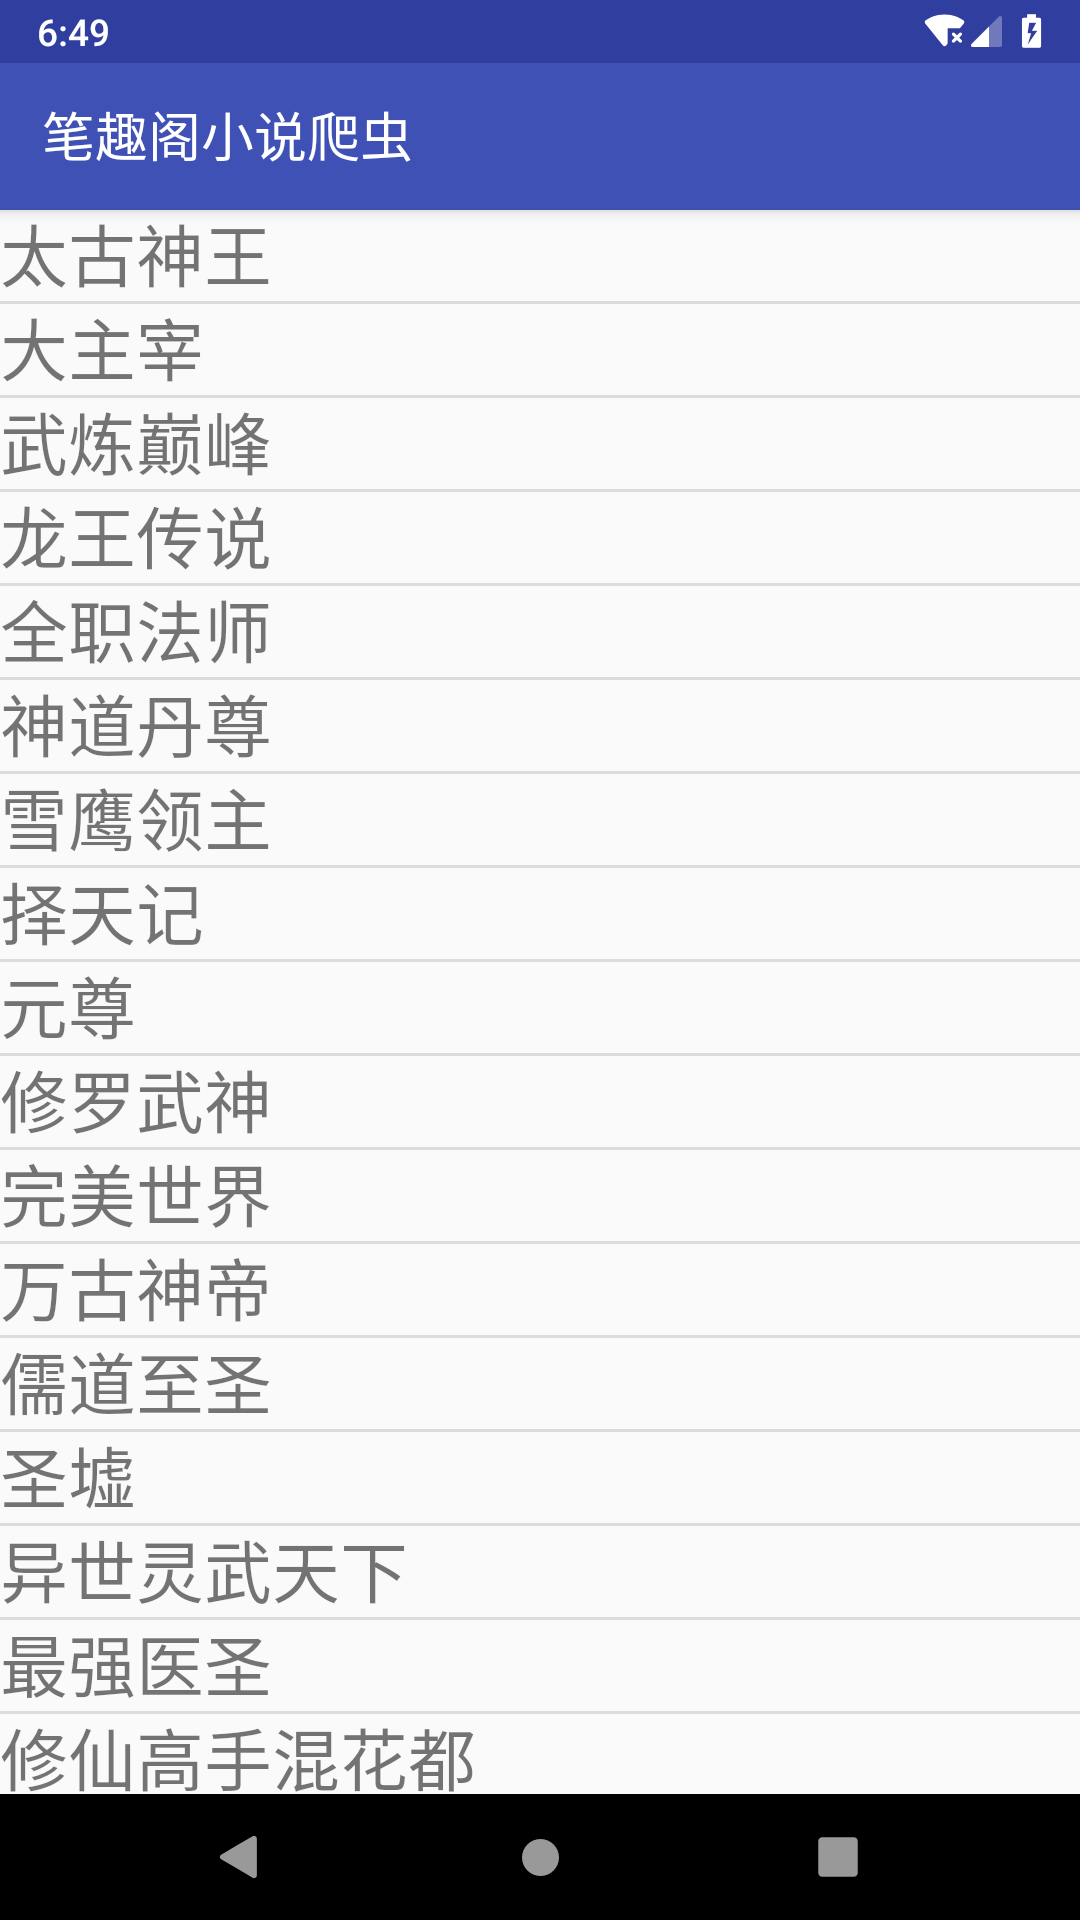 6:49
笔趣阁小说爬虫
太古神王
大主宰
武炼巅峰
龙王传说
全职法师
神道丹尊
雪鹰领主
择天记
元尊
修罗武神
完美世界
万古神帝
儒道至圣
圣墟
异世灵武天下
最强医圣
修仙高手混花都